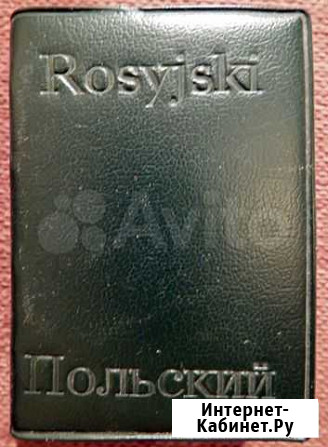 Rosyjski
Avito
Польский
Интернет-
Кабинет.Ру